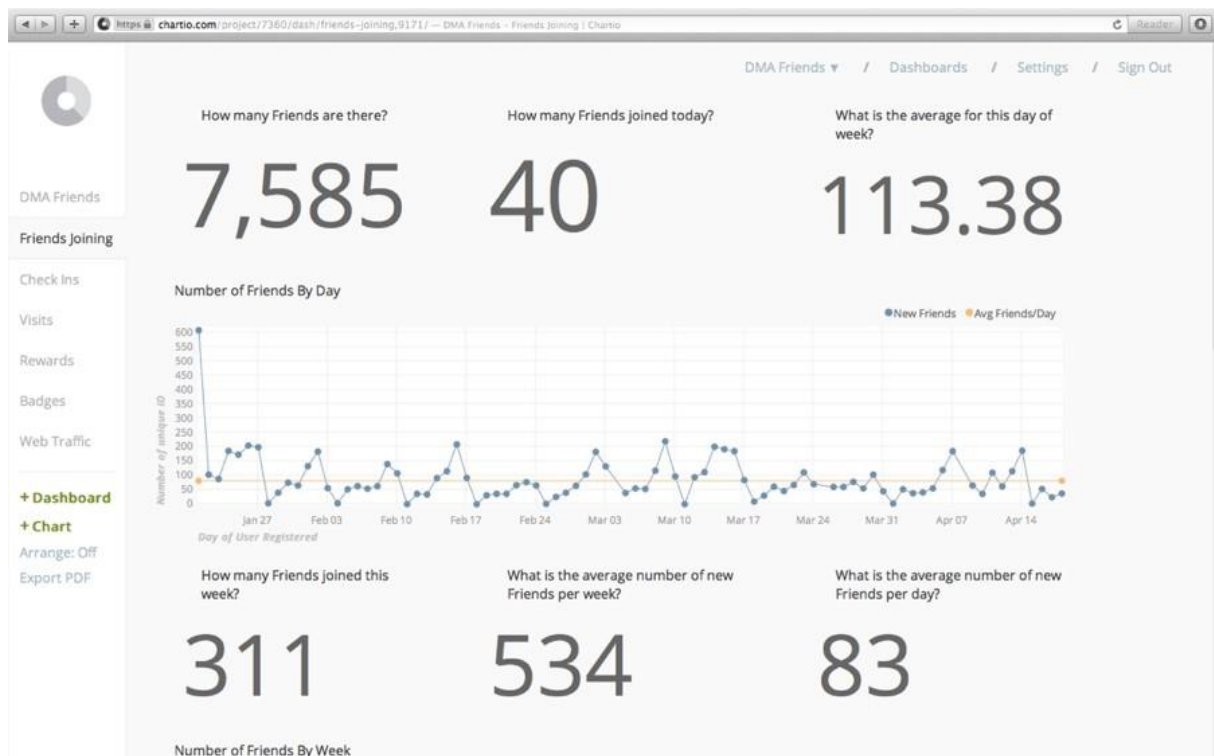 https chartio.com/project/7360/dash/friends-joining,9171/ — DMA Friends - Friends Joining | Chartio
Reader
DMA Friends ▼ / Dashboards / Settings / Sign Out
DMA Friends
Friends Joining
Check Ins
Visits
Rewards
Badges
Web Traffic
+ Dashboard
+ Chart
Arrange: Off
Export PDF
How many Friends are there?
7,585
How many Friends joined today?
40
What is the average for this day of
week?
113.38
Number of Friends By Day
New Friends Avg Friends/Day
Number of unique ID
600
550
500
450
400
350
300
250
200
150
100
50
0
Jan 27 Feb 03 Feb 10 Feb 17 Feb 24 Mar 03 Mar 10 Mar 17 Mar 24 Mar 31 Apr 07 Apr 14
Day of User Registered
How many Friends joined this
week?
311
What is the average number of new
Friends per week?
534
What is the average number of new
Friends per day?
83
Number of Friends By Week